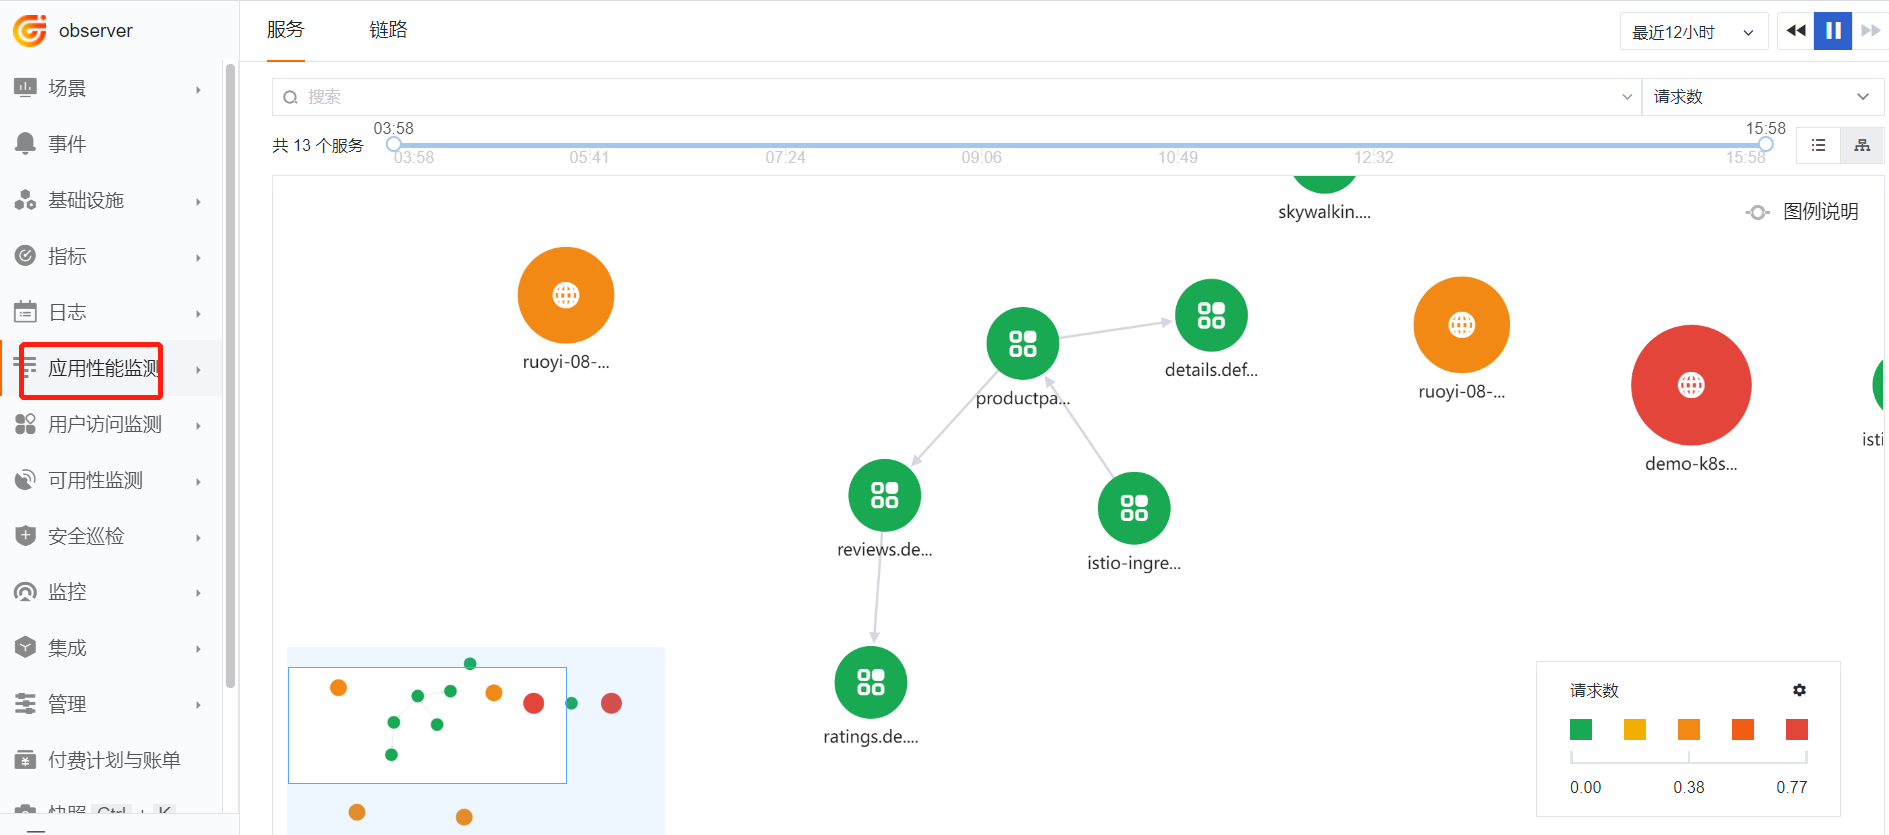 observer
场景
事件
基础设施
指标
日志
应用性能监测
用户访问监测
可用性监测
安全巡检
监控
集成
管理
付费计划与账单
快照 Ctrl + K
服务
链路
最近12小时
搜索
请求数
共 13 个服务
03:58
15:58
03:58
05:41
07:24
09:06
10:49
12:32
15:58
skywalkin....
图例说明
ruoyi-08-...
productpa...
details.def...
ruoyi-08-...
demo-k8s...
isti
reviews.de...
istio-ingre...
ratings.de....
请求数
0.00
0.38
0.77